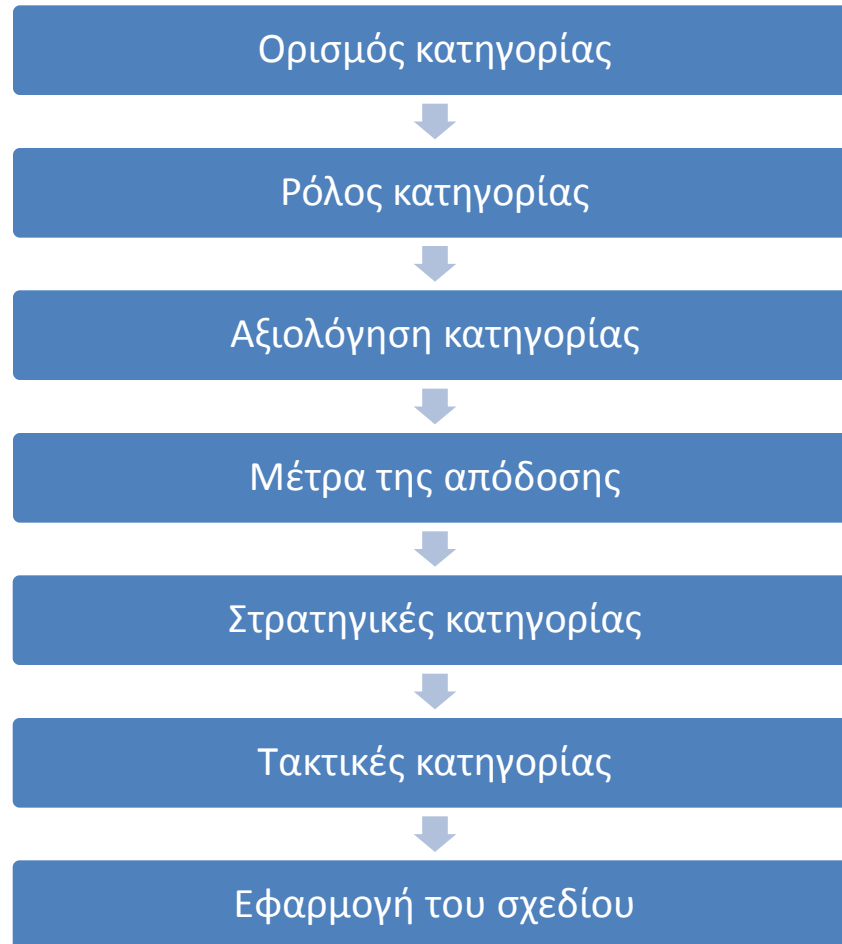 Ορισμός κατηγορίας
Ρόλος κατηγορίας
Αξιολόγηση κατηγορίας
Μέτρα της απόδοσης
Στρατηγικές κατηγορίας
Τακτικές κατηγορίας
Εφαρμογή του σχεδίου